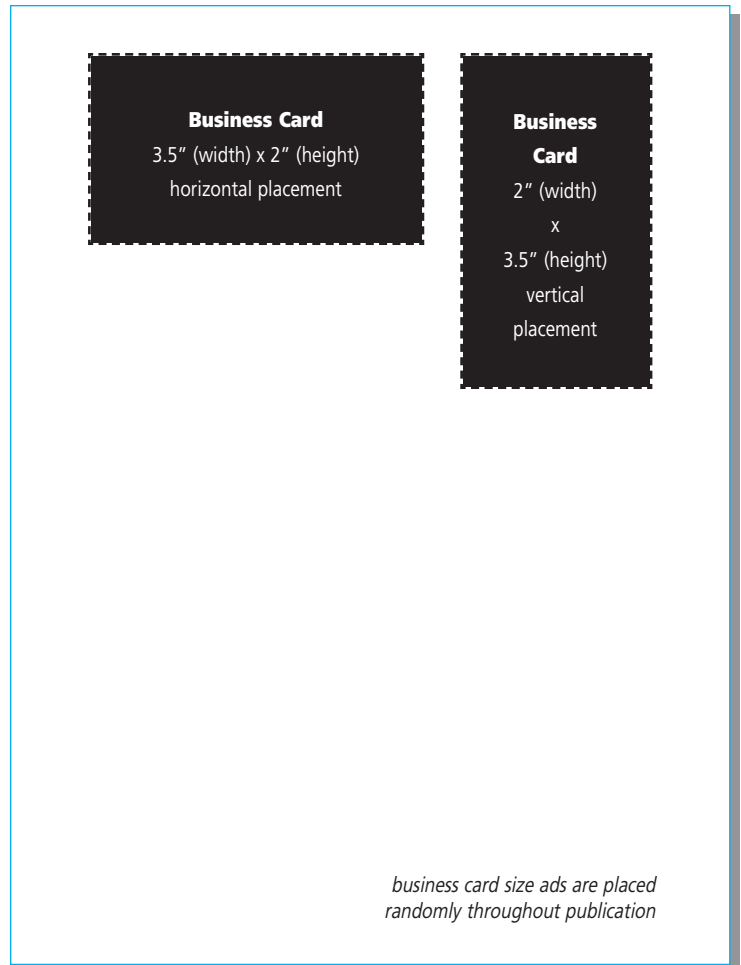 Business Card
3.5” (width) x 2” (height)
horizontal placement
Business
Card
2” (width)
x
3.5” (height)
vertical
placement
business card size ads are placed
randomly throughout publication